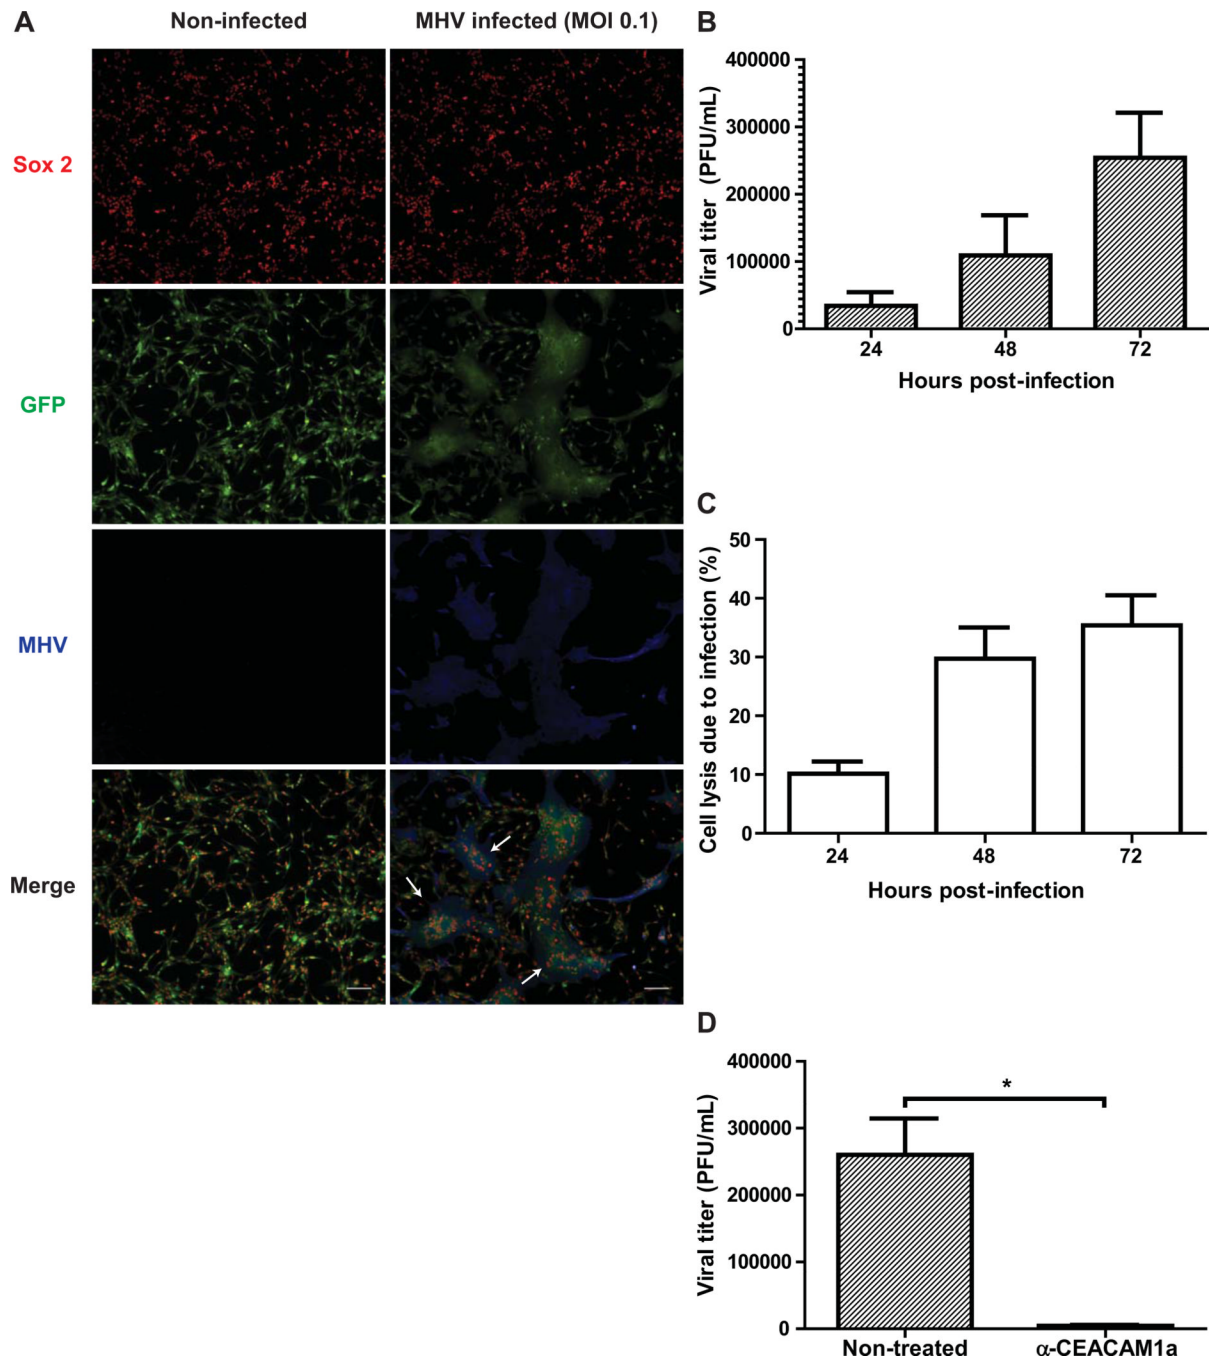 A
Non-infected
MHV infected (MOI 0.1)
Sox 2
GFP
MHV
Merge
B
Viral titer (PFU/mL)
400000
300000
200000
100000
0
24
48
72
Hours post-infection
C
Cell lysis due to infection (%)
50
40
30
20
10
0
24
48
72
Hours post-infection
D
Viral titer (PFU/mL)
400000
300000
200000
100000
0
*
Non-treated
α-CEACAM1a